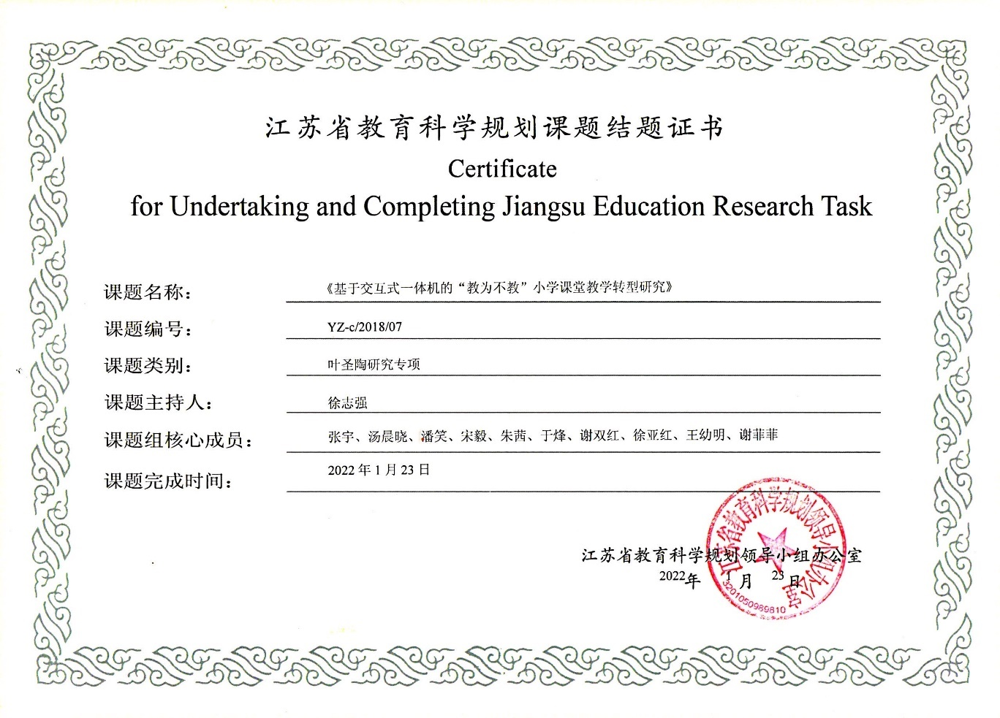 江苏省教育科学规划课题结题证书
Certificate
for Undertaking and Completing Jiangsu Education Research Task
课题名称： 《基于交互式一体机的“教为不教”小学课堂教学转型研究》
课题编号： YZ-c/2018/07
课题类别： 叶圣陶研究专项
课题主持人： 徐志强
课题组核心成员： 张宇、汤晨晓、潘笑、宋毅、朱茜、于烽、谢双红、徐亚红、王幼明、谢菲菲
课题完成时间： 2022 年 1 月 23 日
江苏省教育科学规划领导小组办公室
2022年 1 月 23 日
江苏省教育科学规划领导小组办公室
3201050989810